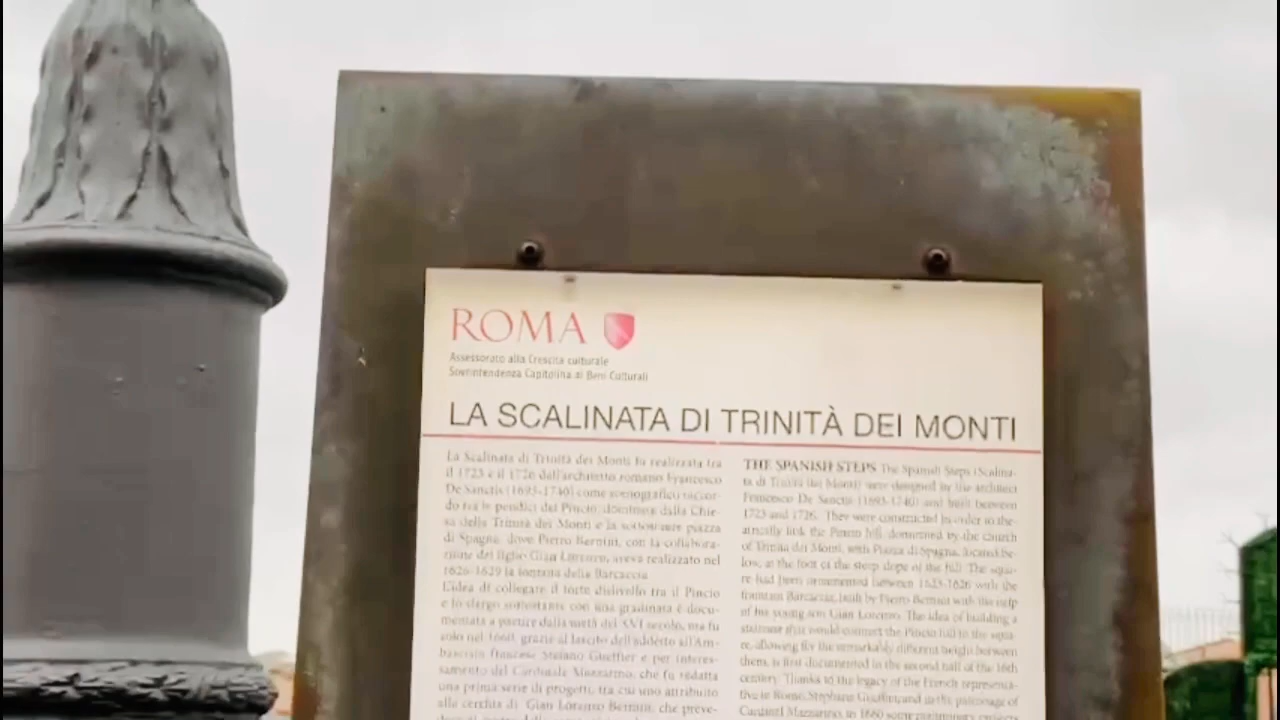 ROMA
Assessorato alla Crescita culturale
Sovrintendenza Capitolina ai Beni Culturali
LA SCALINATA DI TRINITÀ DEI MONTI
La Scalinata di Trinità dei Monti fu realizzata tra
il 1723 e il 1726 dall'architetto romano Francesco
De Sanctis (1693-1740) come scenografico raccor-
do tra le pendici del Pincio, dominata dalla Chie-
sa della Trinità dei Monti e la sottostante piazza
di Spagna, dove Pietro Bernini, con la collabora-
zione del figlio Gian Lorenzo, aveva realizzato nel
1626-1629 la fontana della Barcaccia.
L'idea di collegare il forte dislivello tra il Pincio
e lo slargo sottostante con una gradinata è docu-
mentata a partire dalla metà del XVI secolo, ma fu
solo nel 1660, grazie al lascito dell'addetto all'Am-
basciata francese Stefano Gueffier e per interes-
samento del Cardinale Mazzarino, che fu redatta
una prima serie di progetti, tra cui uno attribuito
alla cerchia di Gian Lorenzo Bernini, che preve-
THE SPANISH STEPS The Spanish Steps (Scalina-
ta di Trinità dei Monti) were designed by the architect
Francesco De Sanctis (1693-1740) and built between
1723 and 1726. They were constructed in order to the-
atrically link the Pincio hill, dominated by the church
of Trinita dei Monti, with Piazza di Spagna, located be-
low, at the foot of the steep slope of the hill. The squa-
re had been ornamented between 1623-1626 with the
fountain Barcaccia, built by Pietro Bernini with the help
of his young son Gian Lorenzo. The idea of building a
staircase that would connect the Pincio hill to the squa-
re, allowing for the remarkably different height between
them, is first documented in the second half of the 16th
century. Thanks to the legacy of the French representa-
tive in Rome, Stephane Gueffier, and to the patronage of
Cardinal Mazzarino, in 1660 some preliminary projects